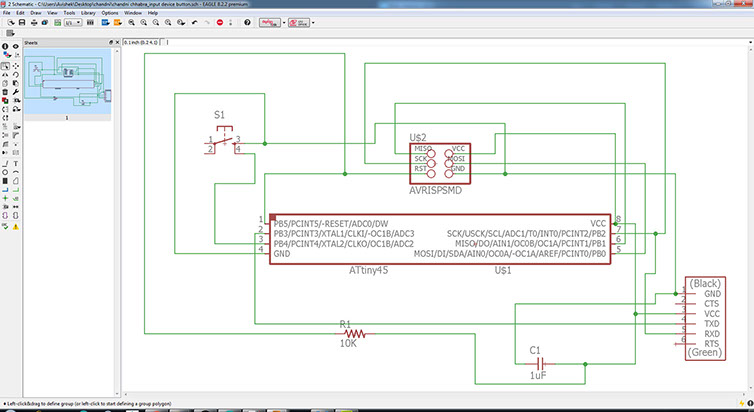 2 Schematic - C:\Users\Avishek\Desktop\chandni\chandni chhabra_input device button.sch - EAGLE 8.2.2 premium
File Edit Draw View Tools Library Options Window Help
Sheets
0.1 inch (0.2 4.1)
1
S1
1
3
2
4
U$2
MISO
VCC
SCK
MOSI
RST
GND
AVRISPSMD
1
PB5/PCINT5/-RESET/ADC0/DW
VCC
8
2
PB3/PCINT3/XTAL1/CLKI/-OC1B/ADC3
SCK/USCK/SCL/ADC1/T0/INT0/PCINT2/PB2
7
3
PB4/PCINT4/XTAL2/CLKO/OC1B/ADC2
MISO/DO/AIN1/OC0B/OC1A/PCINT1/PB1
6
4
GND
MOSI/DI/SDA/AIN0/OC0A/-OC1A/AREF/PCINT0/PB0
5
ATtiny45
U$1
(Black)
1
GND
2
CTS
3
VCC
4
TXD
5
RXD
6
RTS
(Green)
R1
10K
C1
1uF
Left-click&drag to define group (or left-click to start defining a group polygon)